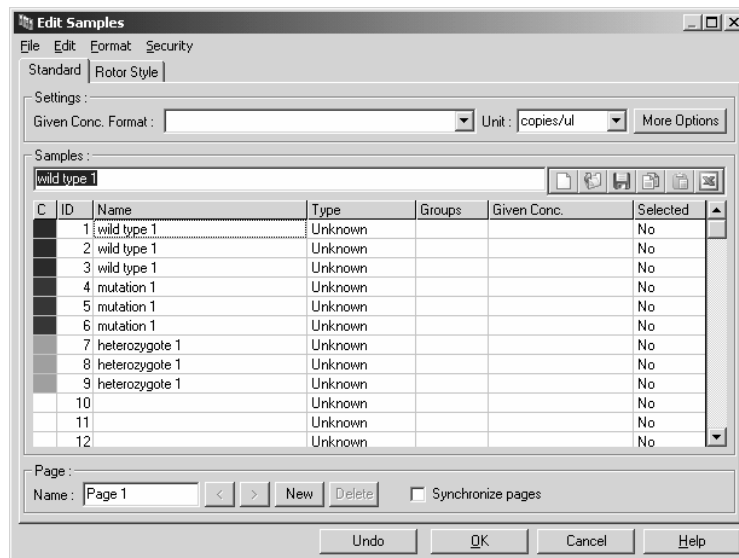 Edit Samples
File Edit Format Security
Standard Rotor Style
Settings :
Given Conc. Format : Unit : copies/ul More Options
Samples :
wild type 1
C ID Name Type Groups Given Conc. Selected
1 wild type 1 Unknown No
2 wild type 1 Unknown No
3 wild type 1 Unknown No
4 mutation 1 Unknown No
5 mutation 1 Unknown No
6 mutation 1 Unknown No
7 heterozygote 1 Unknown No
8 heterozygote 1 Unknown No
9 heterozygote 1 Unknown No
10 Unknown No
11 Unknown No
12 Unknown No
Page :
Name : Page 1 < > New Delete Synchronize pages
Undo OK Cancel Help